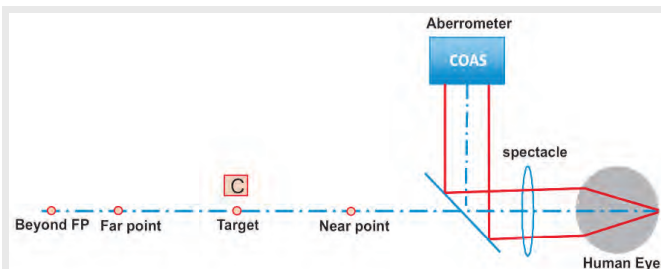 Aberrometer
COAS
spectacle
C
Beyond FP Far point Target Near point
Human Eye